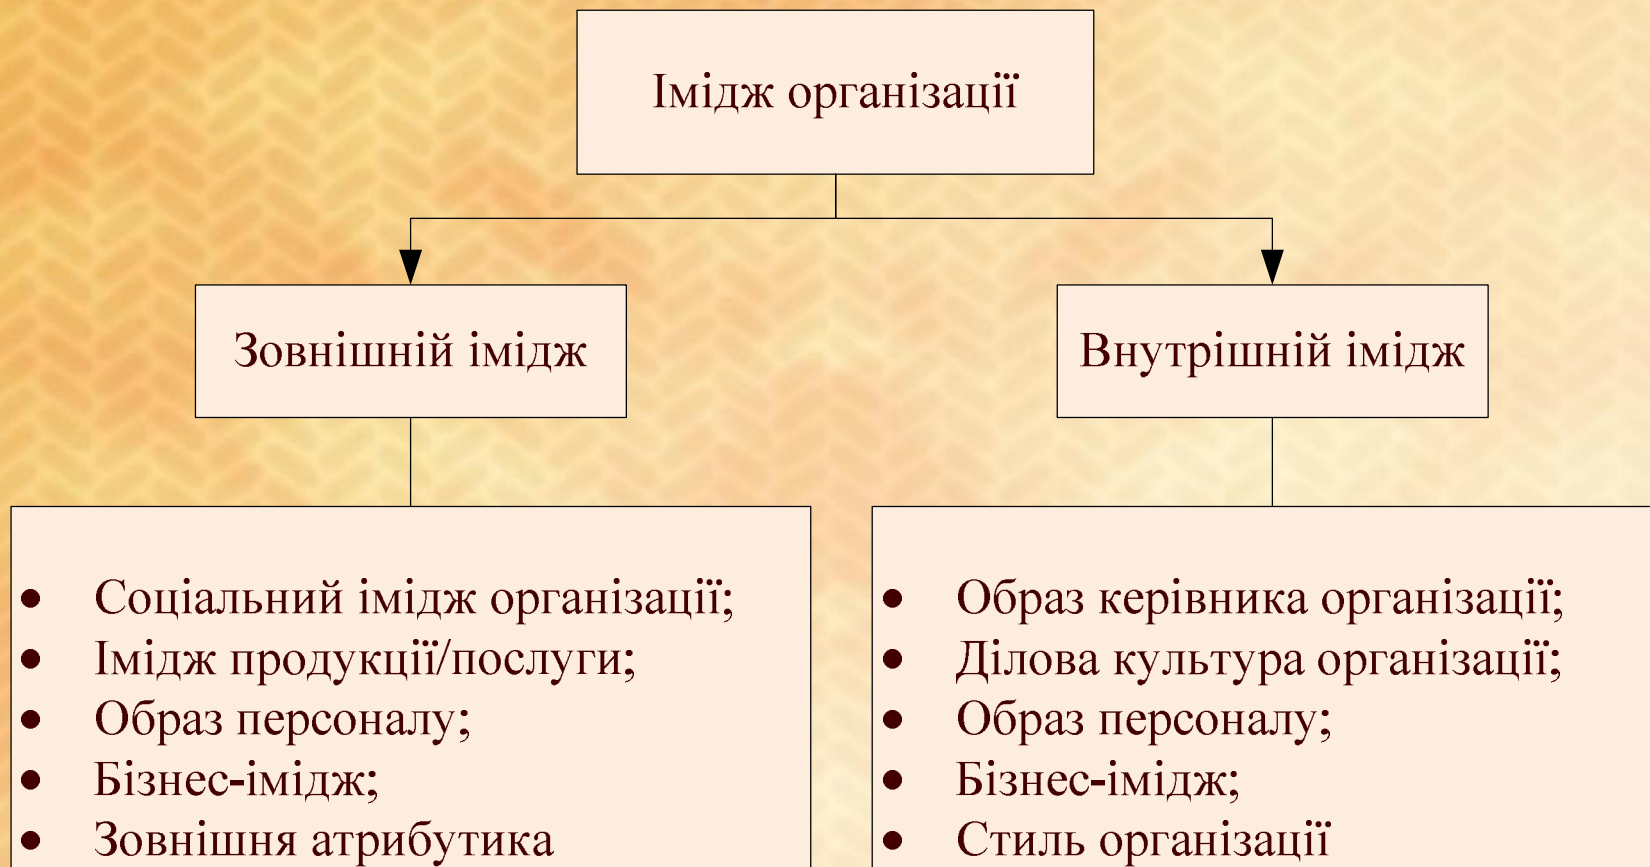 Імідж організації
Зовнішній імідж
Внутрішній імідж
• Соціальний імідж організації;
• Імідж продукції/послуги;
• Образ персоналу;
• Бізнес-імідж;
• Зовнішня атрибутика
• Образ керівника організації;
• Ділова культура організації;
• Образ персоналу;
• Бізнес-імідж;
• Стиль організації